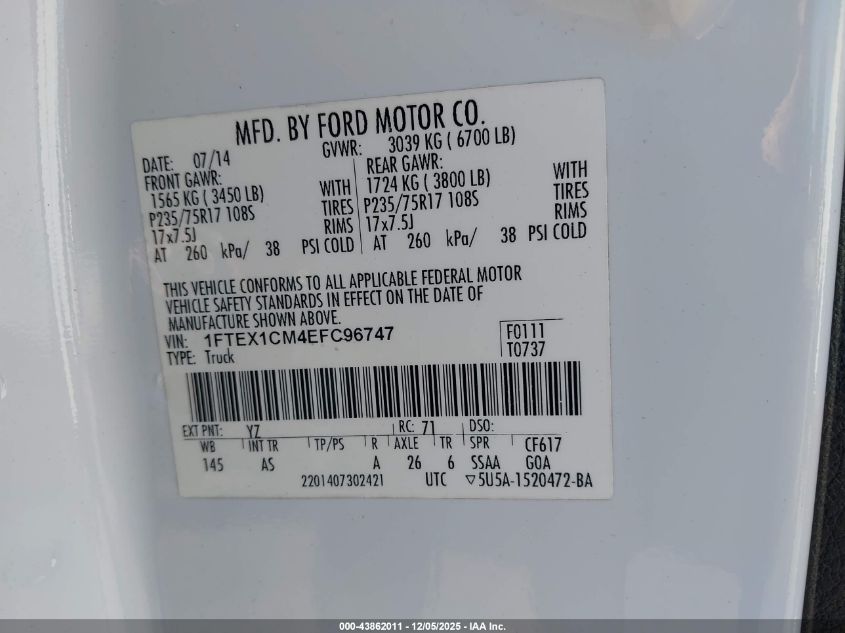 MFD. BY FORD MOTOR CO.
DATE: 07/14 GVWR: 3039 KG ( 6700 LB)
FRONT GAWR: REAR GAWR:
1565 KG ( 3450 LB) WITH 1724 KG ( 3800 LB) WITH
P235/75R17 108S TIRES P235/75R17 108S TIRES
17x7.5J RIMS 17x7.5J RIMS
AT 260 kPa/ 38 PSI COLD AT 260 kPa/ 38 PSI COLD
THIS VEHICLE CONFORMS TO ALL APPLICABLE FEDERAL MOTOR
VEHICLE SAFETY STANDARDS IN EFFECT ON THE DATE OF
MANUFACTURE SHOWN ABOVE.
VIN: 1FTEX1CM4EFC96747 F0111
TYPE: Truck T0737
EXT PNT: YZ RC: 71 DSO:
WB INT TR TP/PS R AXLE TR SPR CF617
145 AS A 26 6 SSAA GOA
2201407302421 UTC ▽5U5A-1520472-BA
000-43862011 - 12/05/2025 - IAA Inc.